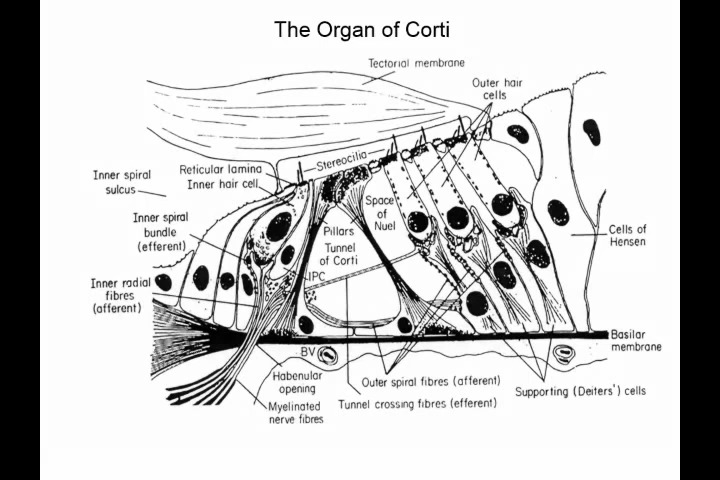 The Organ of Corti
Tectorial membrane
Outer hair
cells
Stereocilia
Reticular lamina
Inner hair cell
Inner spiral
sulcus
Space
of
Nuel
Inner spiral
bundle
(efferent)
Pillars
Tunnel
of Corti
Cells of
Hensen
IPC
Inner radial
fibres
(afferent)
Basilar
membrane
BV
Habenular
opening
Outer spiral fibres (afferent)
Supporting (Deiters') cells
Tunnel crossing fibres (efferent)
Myelinated
nerve fibres